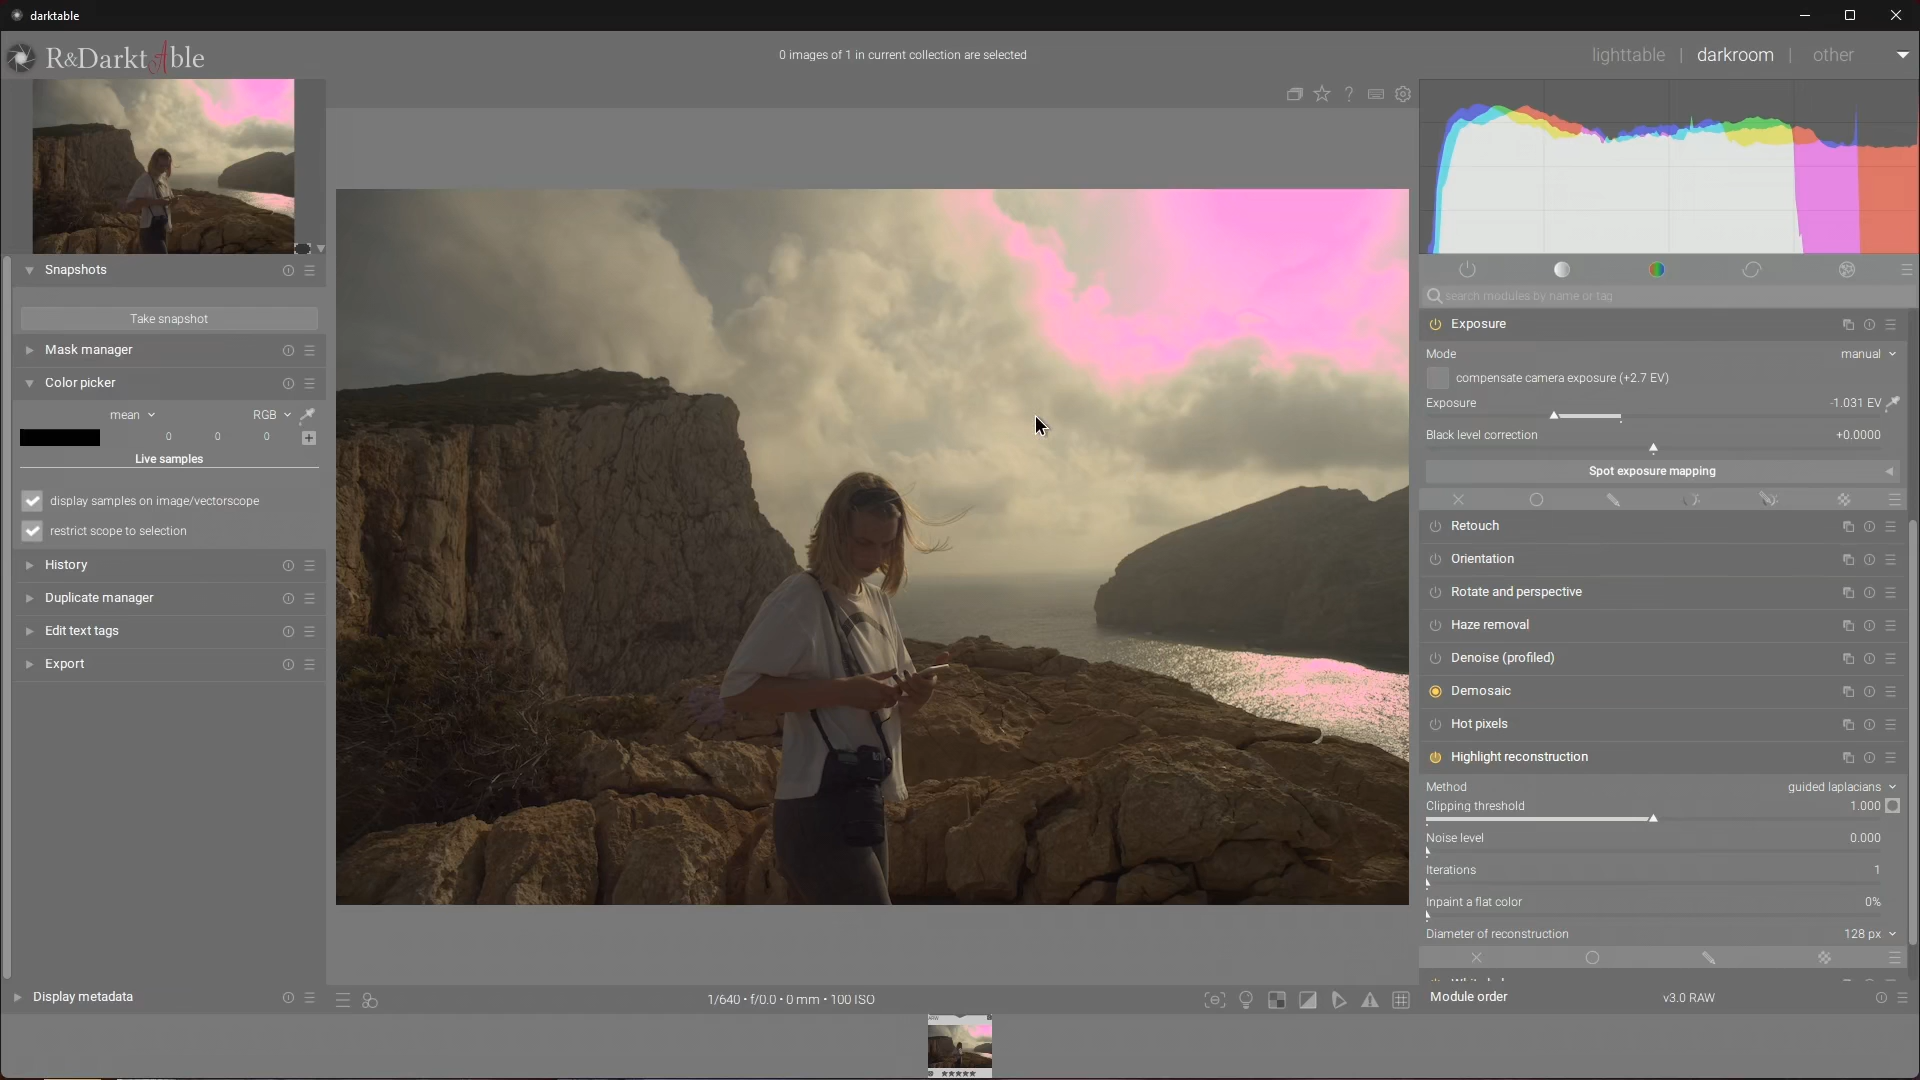 darktable
R&DarktAble
0 images of 1 in current collection are selected
lighttable | darkroom | other
Snapshots
Take snapshot
Mask manager
Color picker
mean RGB
0 0 0
Live samples
display samples on image/vectorscope
restrict scope to selection
History
Duplicate manager
Edit text tags
Export
Display metadata
1/640 • f/0.0 • 0 mm • 100 ISO
search modules by name or tag
Exposure
Mode manual
compensate camera exposure (+2.7 EV)
Exposure -1.031 EV
Black level correction +0.0000
Spot exposure mapping
Retouch
Orientation
Rotate and perspective
Haze removal
Denoise (profiled)
Demosaic
Hot pixels
Highlight reconstruction
Method guided laplacians
Clipping threshold 1.000
Noise level 0.000
Iterations 1
Inpaint a flat color 0%
Diameter of reconstruction 128 px
Module order v3.0 RAW